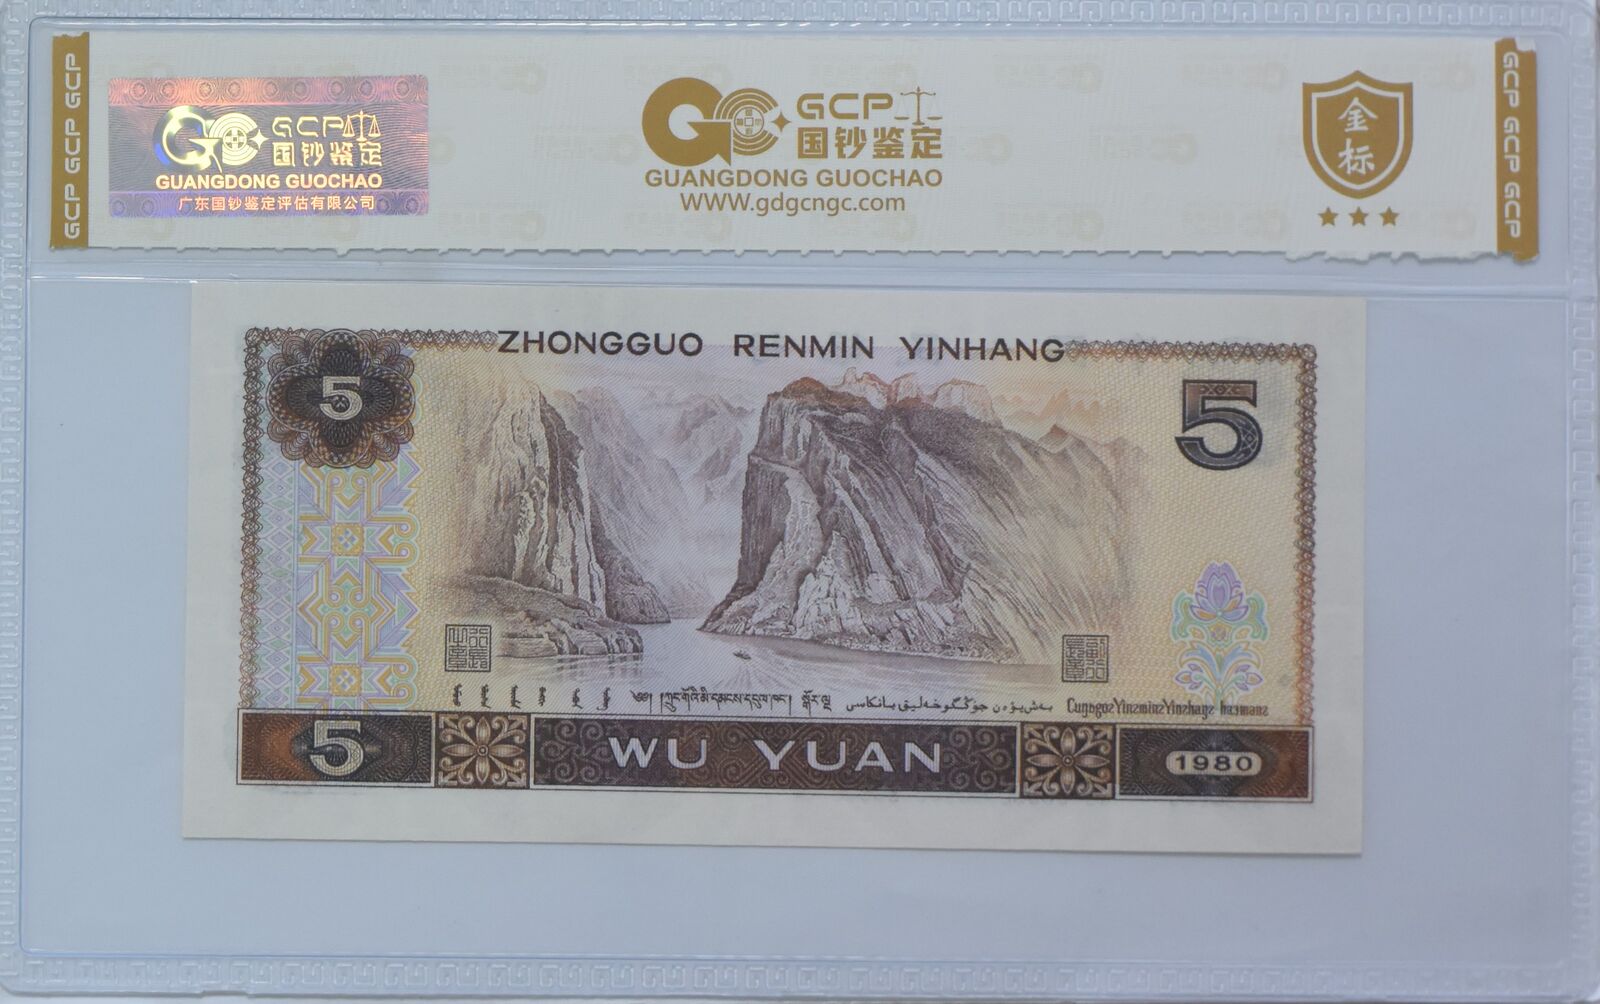 GCP GCP GCP
GCP
国钞鉴定
GUANGDONG GUOCHAO
广东国钞鉴定评估有限公司
GCP
国钞鉴定
GUANGDONG GUOCHAO
WWW.gdgcngc.com
金标
GCP GCP GCP
ZHONGGUO RENMIN YINHANG
5
5
5
WU YUAN
1980